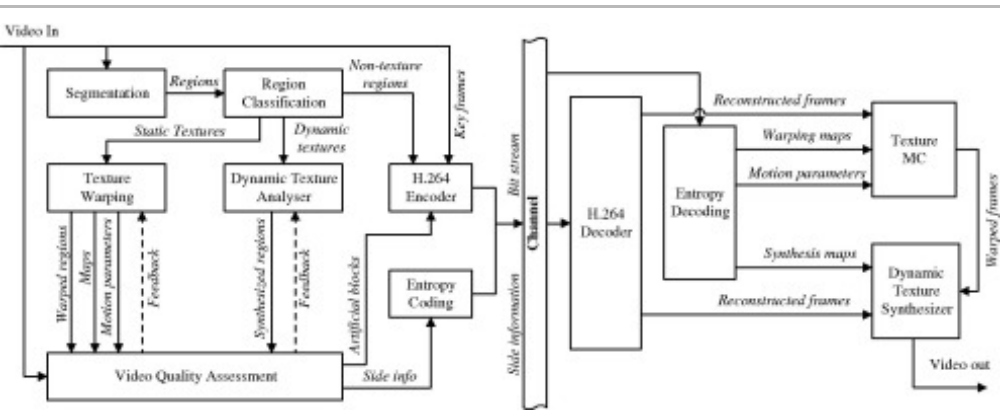 Video In
Segmentation
Regions
Region
Classification
Non-texture
regions
Key frames
Static Textures
Dynamic
textures
Texture
Warping
Dynamic Texture
Analyser
H.264
Encoder
Warped regions
Maps
Motion parameters
Feedback
Synthesized regions
Feedback
Artificial blocks
Entropy
Coding
Video Quality Assessment
Side info
Bit stream
Channel
Side information
H.264
Decoder
Entropy
Decoding
Reconstructed frames
Warping maps
Motion parameters
Texture
MC
Warped frames
Synthesis maps
Reconstructed frames
Dynamic
Texture
Synthesizer
Video out